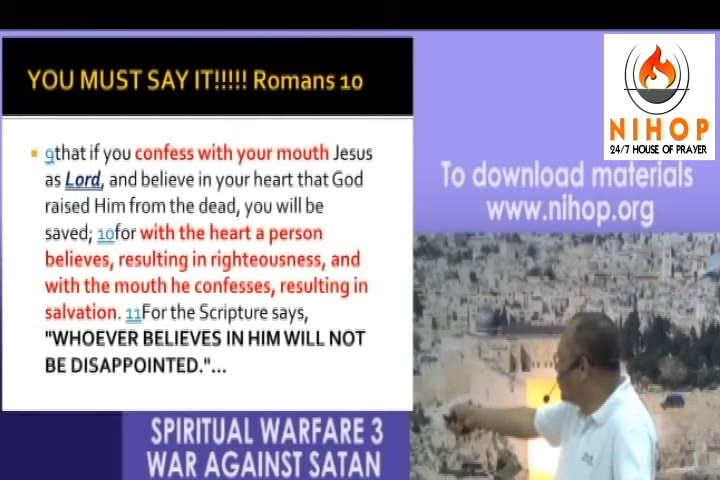 YOU MUST SAY IT!!!!! Romans 10
9that if you confess with your mouth Jesus
as Lord, and believe in your heart that God
raised Him from the dead, you will be
saved; 10for with the heart a person
believes, resulting in righteousness, and
with the mouth he confesses, resulting in
salvation. 11For the Scripture says,
"WHOEVER BELIEVES IN HIM WILL NOT
BE DISAPPOINTED."...
NIHOP
24/7 HOUSE OF PRAYER
To download materials
www.nihop.org
SPIRITUAL WARFARE 3
WAR AGAINST SATAN